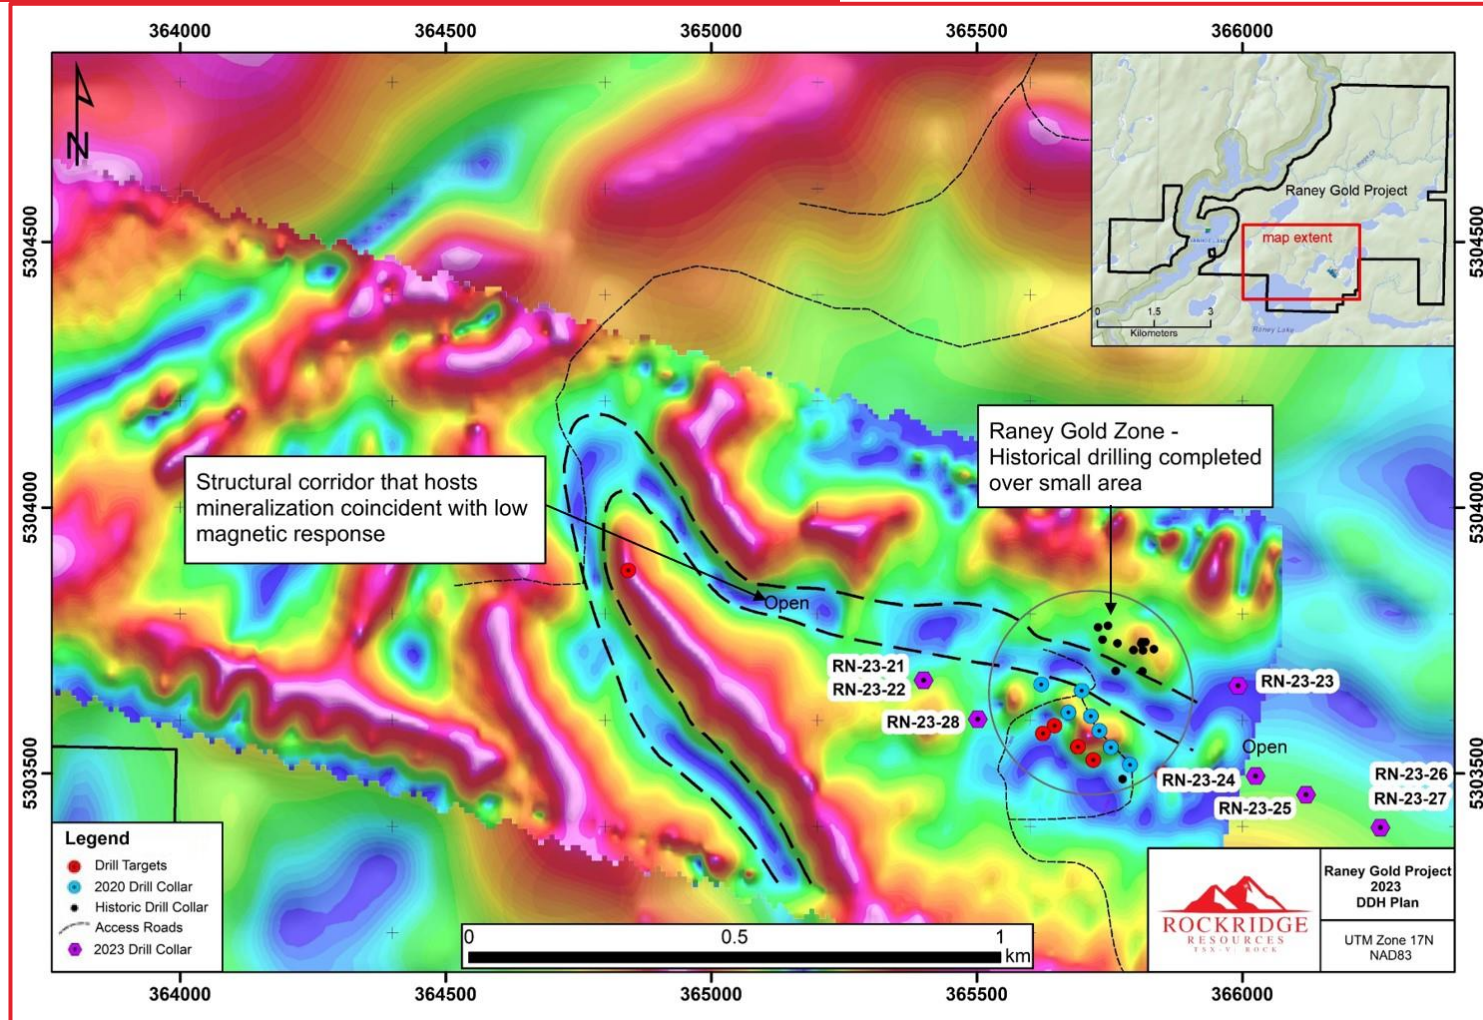 364000
364500
365000
365500
366000
5304500
5304000
5303500
5304500
5304000
5303500
N
Raney Gold Project
map extent
0
1.5
3
Kilometers
Raney Lake
Raney Gold Zone -
Historical drilling completed
over small area
Structural corridor that hosts
mineralization coincident with low
magnetic response
Open
RN-23-21
RN-23-22
RN-23-28
RN-23-23
Open
RN-23-24
RN-23-25
RN-23-26
RN-23-27
Legend
Drill Targets
2020 Drill Collar
Historic Drill Collar
Access Roads
2023 Drill Collar
0
0.5
1
km
ROCKRIDGE
RESOURCES
TSX-V: ROCK
Raney Gold Project
2023
DDH Plan
UTM Zone 17N
NAD83
364000
364500
365000
365500
366000